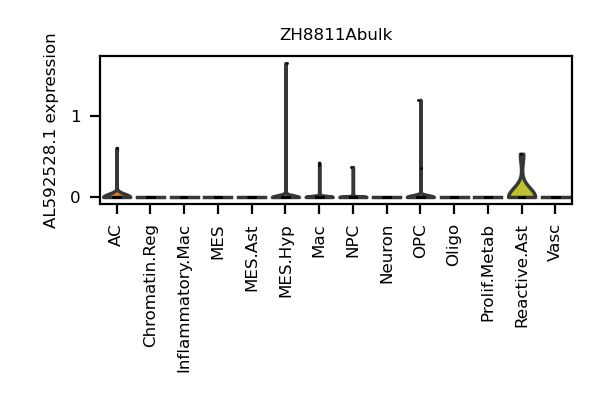 ZH8811Abulk
AL592528.1 expression
1
0
AC
Chromatin.Reg
Inflammatory.Mac
MES
MES.Ast
MES.Hyp
Mac
NPC
Neuron
OPC
Oligo
Prolif.Metab
Reactive.Ast
Vasc